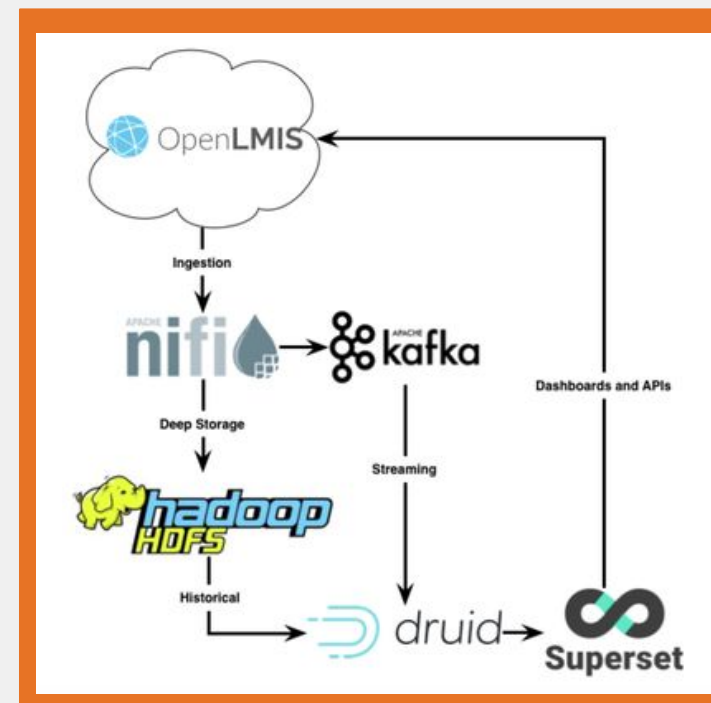 OpenLMIS
Ingestion
APACHE
nifi
APACHE
kafka
Dashboards and APIs
Deep Storage
Streaming
hadoop
HDFS
Historical
druid
Superset